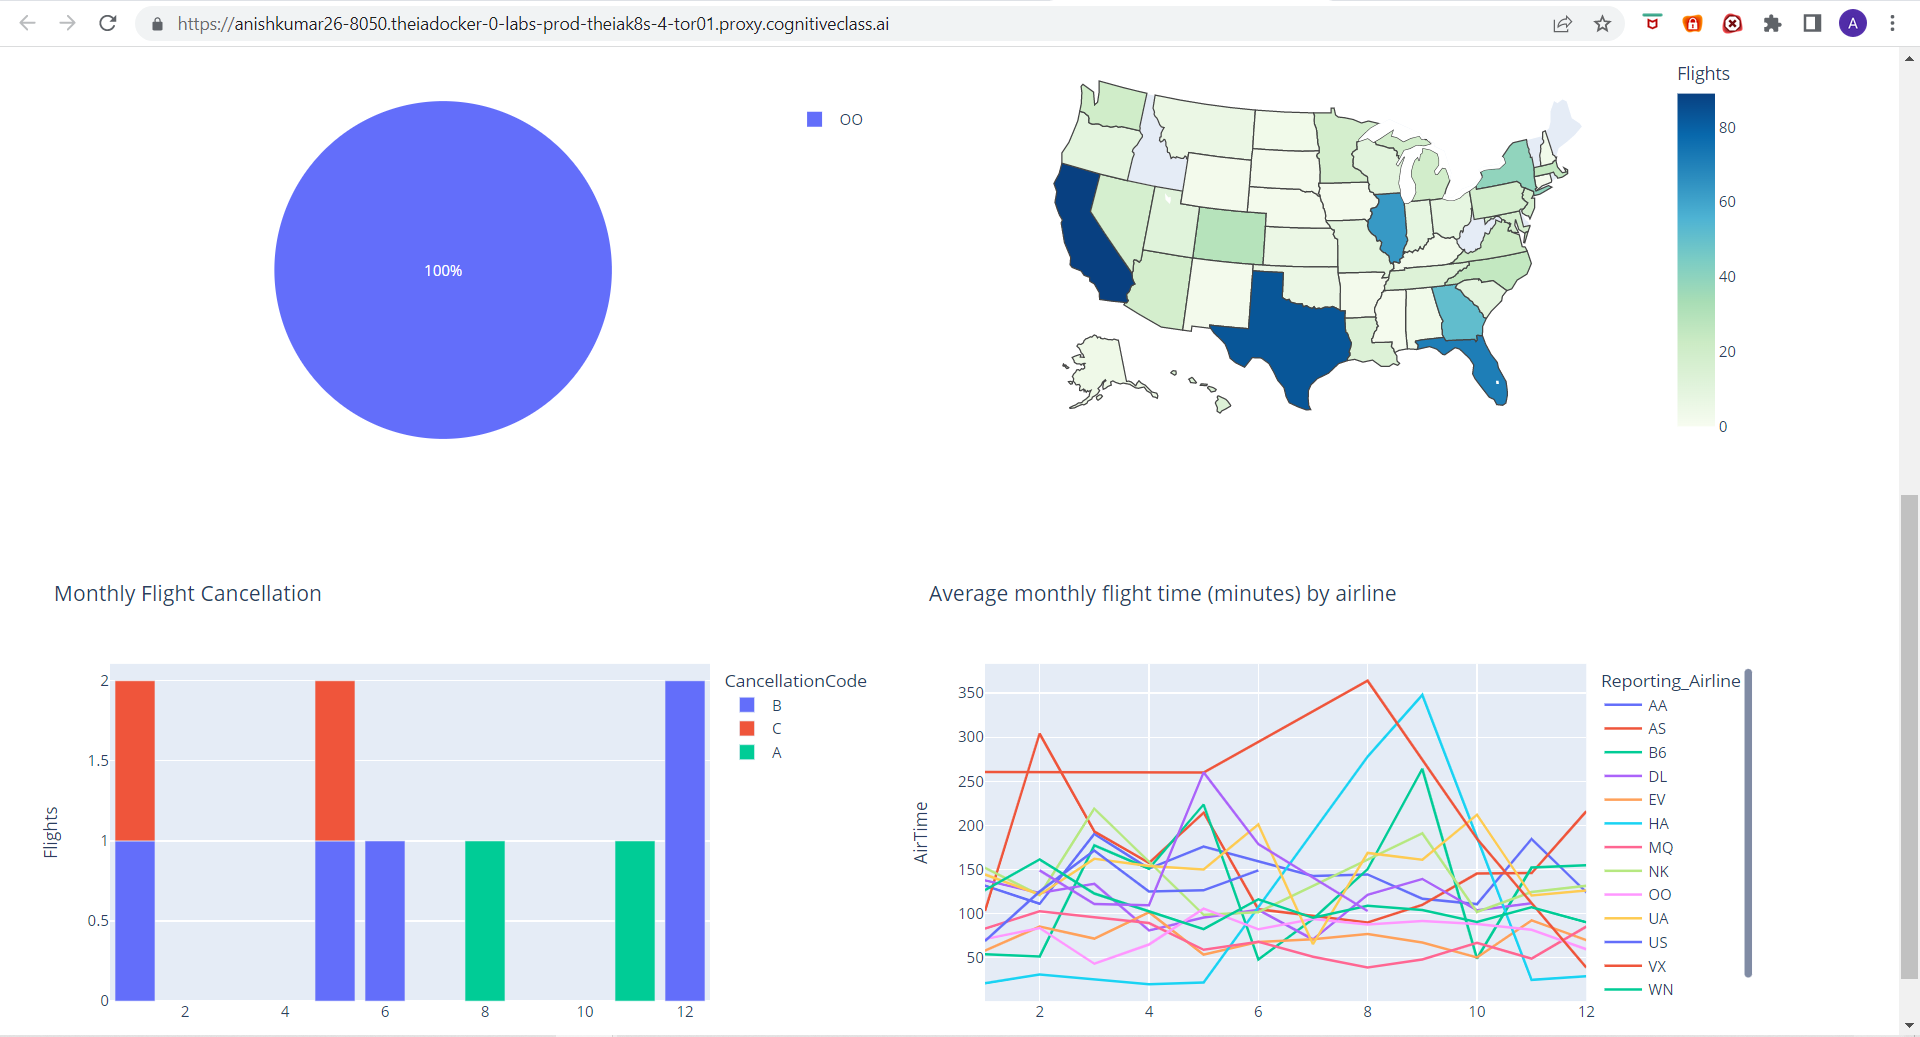 https://anishkumar26-8050.theiadocker-0-labs-prod-theiak8s-4-tor01.proxy.cognitiveclass.ai
A
100%
OO
Flights
80
60
40
20
0
Monthly Flight Cancellation
Flights
2
1.5
1
0.5
0
2 4 6 8 10 12
CancellationCode
B
C
A
Average monthly flight time (minutes) by airline
AirTime
350
300
250
200
150
100
50
2 4 6 8 10 12
Reporting_Airline
AA
AS
B6
DL
EV
HA
MQ
NK
OO
UA
US
VX
WN